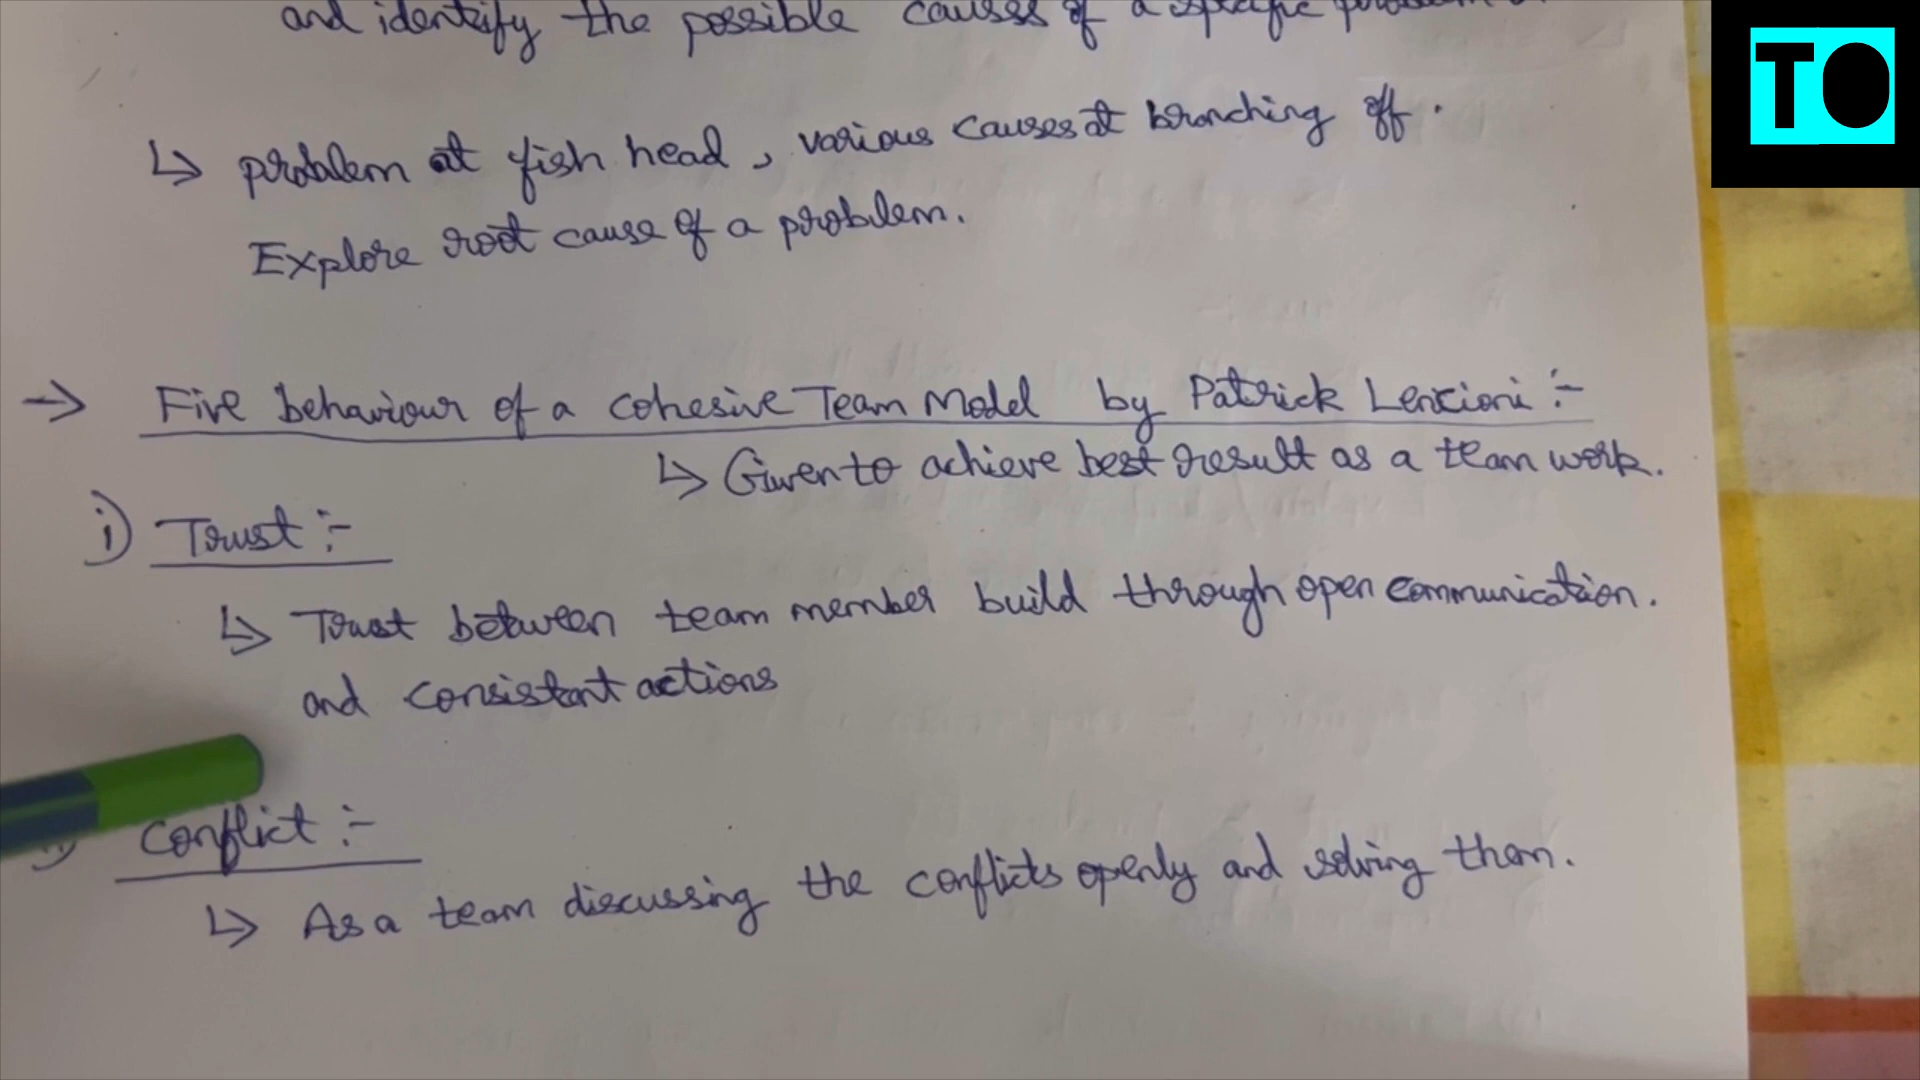 and identify the possible causes of a specific problem
↳ problem at fish head, various causes at branching off.
Explore root cause of a problem.
→ Five behaviour of a cohesive Team Model by Patrick Lencioni :-
↳ Given to achieve best result as a team work.
i) Trust :-
↳ Trust between team member build through open communication.
and consistant actions
Conflict :-
↳ As a team discussing the conflicts openly and solving them.
TO